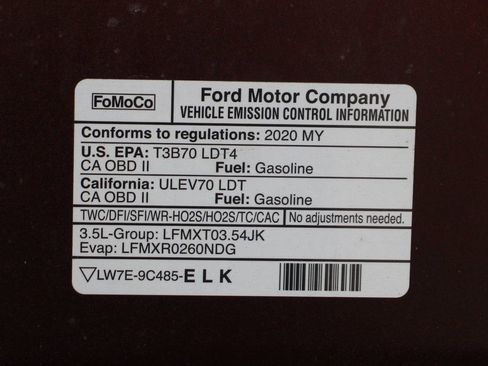 FoMoCo
Ford Motor Company
VEHICLE EMISSION CONTROL INFORMATION
Conforms to regulations: 2020 MY
U.S. EPA: T3B70 LDT4
CA OBD II Fuel: Gasoline
California: ULEV70 LDT
CA OBD II Fuel: Gasoline
TWC/DFI/SFI/WR-HO2S/HO2S/TC/CAC No adjustments needed.
3.5L-Group: LFMXT03.54JK
Evap: LFMXR0260NDG
LW7E-9C485-E L K